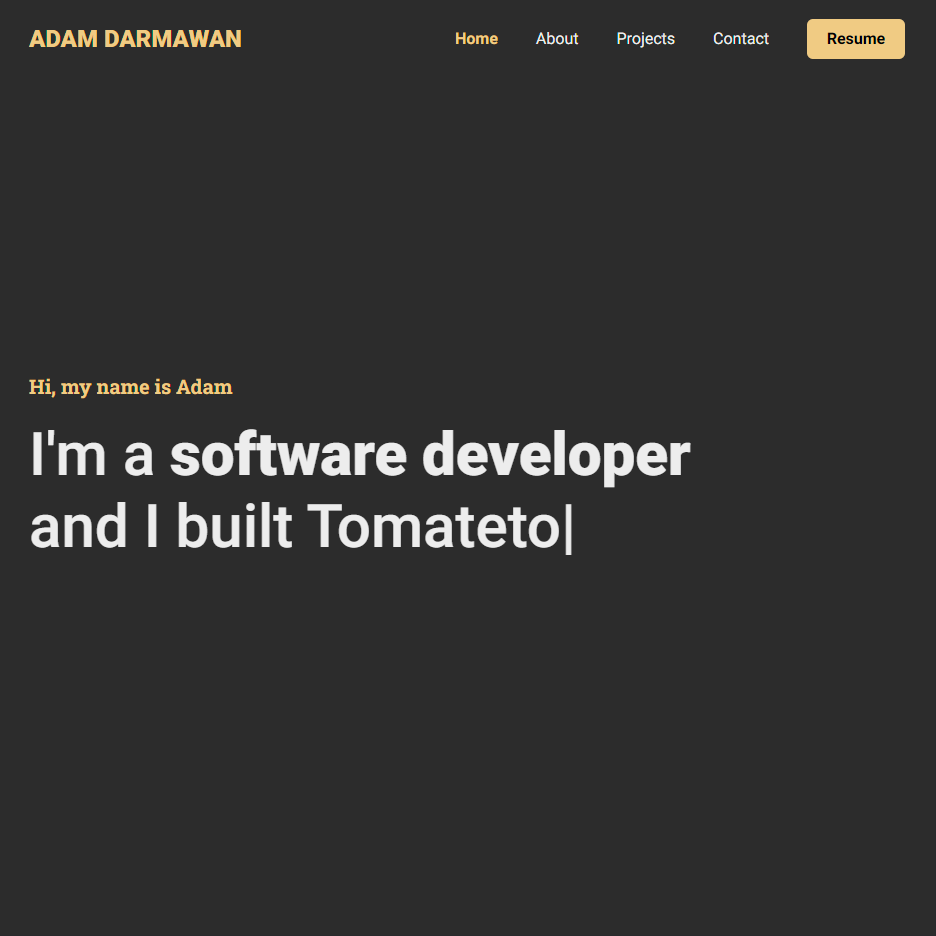 ADAM DARMAWAN
Home About Projects Contact Resume
Hi, my name is Adam
I'm a software developer
and I built Tomateto|